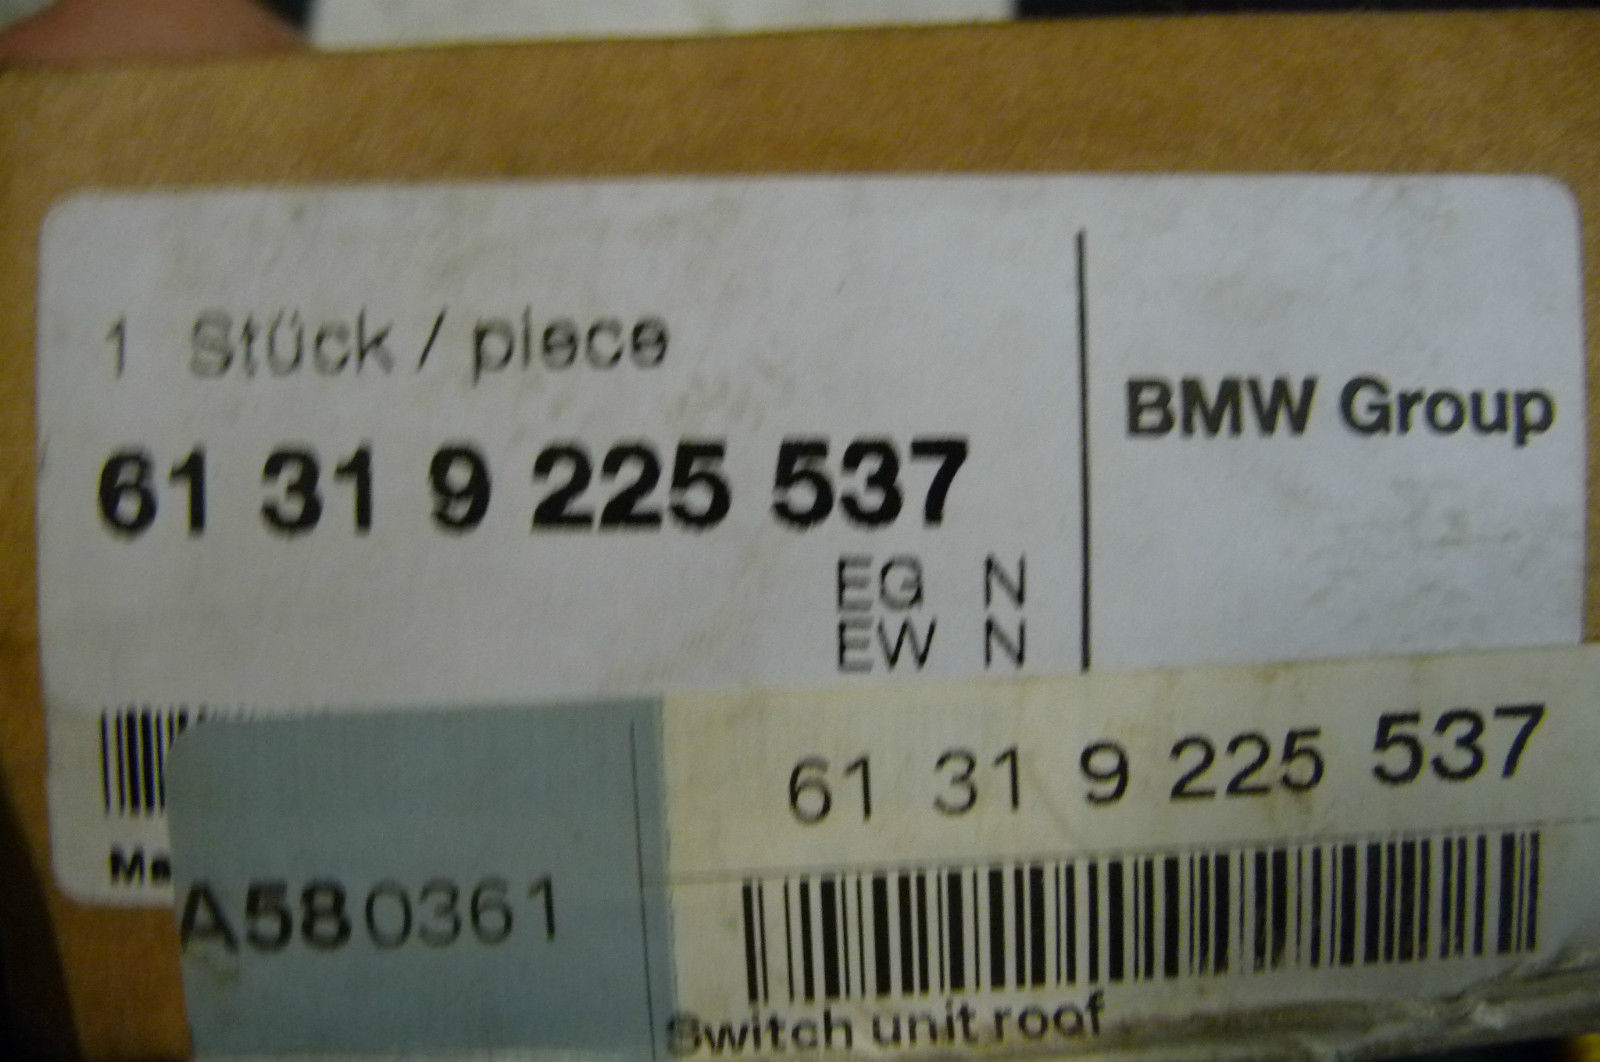 1 Stück / piece
61 31 9 225 537
BMW Group
EG N
EW N
61 31 9 225 537
A580361
Switch unit roof